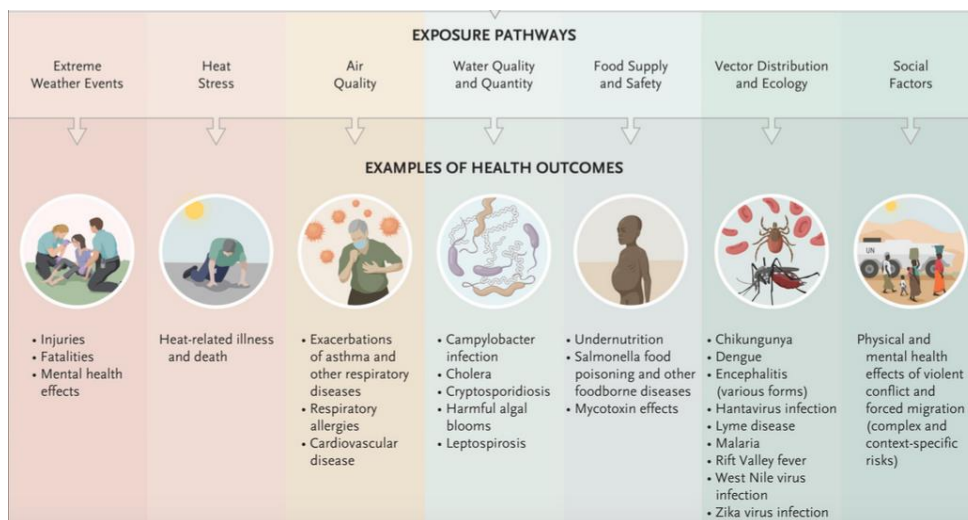 EXPOSURE PATHWAYS
Extreme
Weather Events
Heat
Stress
Air
Quality
Water Quality
and Quantity
Food Supply
and Safety
Vector Distribution
and Ecology
Social
Factors
EXAMPLES OF HEALTH OUTCOMES
UN
• Injuries
• Fatalities
• Mental health
effects
Heat-related illness
and death
• Exacerbations
of asthma and
other respiratory
diseases
• Respiratory
allergies
• Cardiovascular
disease
• Campylobacter
infection
• Cholera
• Cryptosporidiosis
• Harmful algal
blooms
• Leptospirosis
• Undernutrition
• Salmonella food
poisoning and other
foodborne diseases
• Mycotoxin effects
• Chikungunya
• Dengue
• Encephalitis
(various forms)
• Hantavirus infection
• Lyme disease
• Malaria
• Rift Valley fever
• West Nile virus
infection
• Zika virus infection
Physical and
mental health
effects of violent
conflict and
forced migration
(complex and
context-specific
risks)